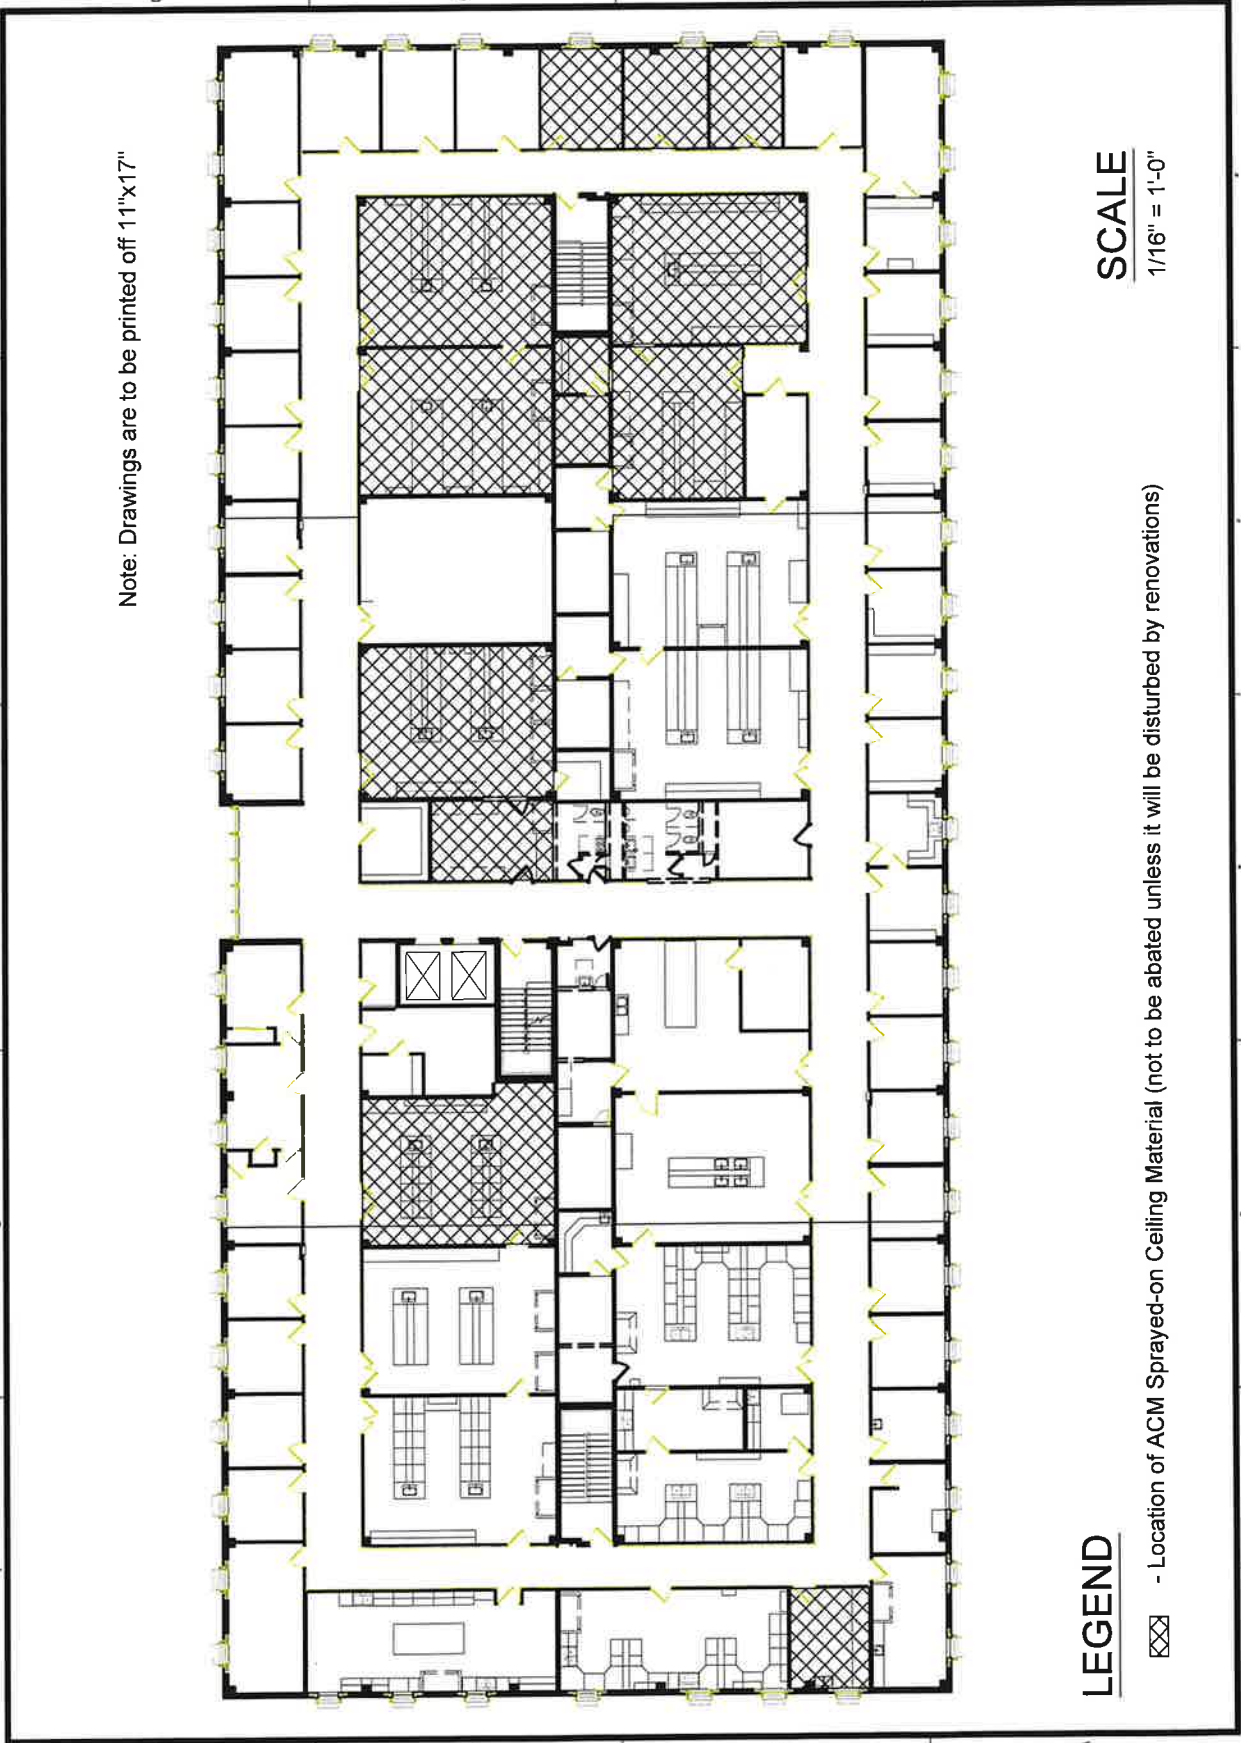 Note: Drawings are to be printed off 11"x17"
LEGEND
- Location of ACM Sprayed-on Ceiling Material (not to be abated unless it will be disturbed by renovations)
SCALE
1/16" = 1'-0"